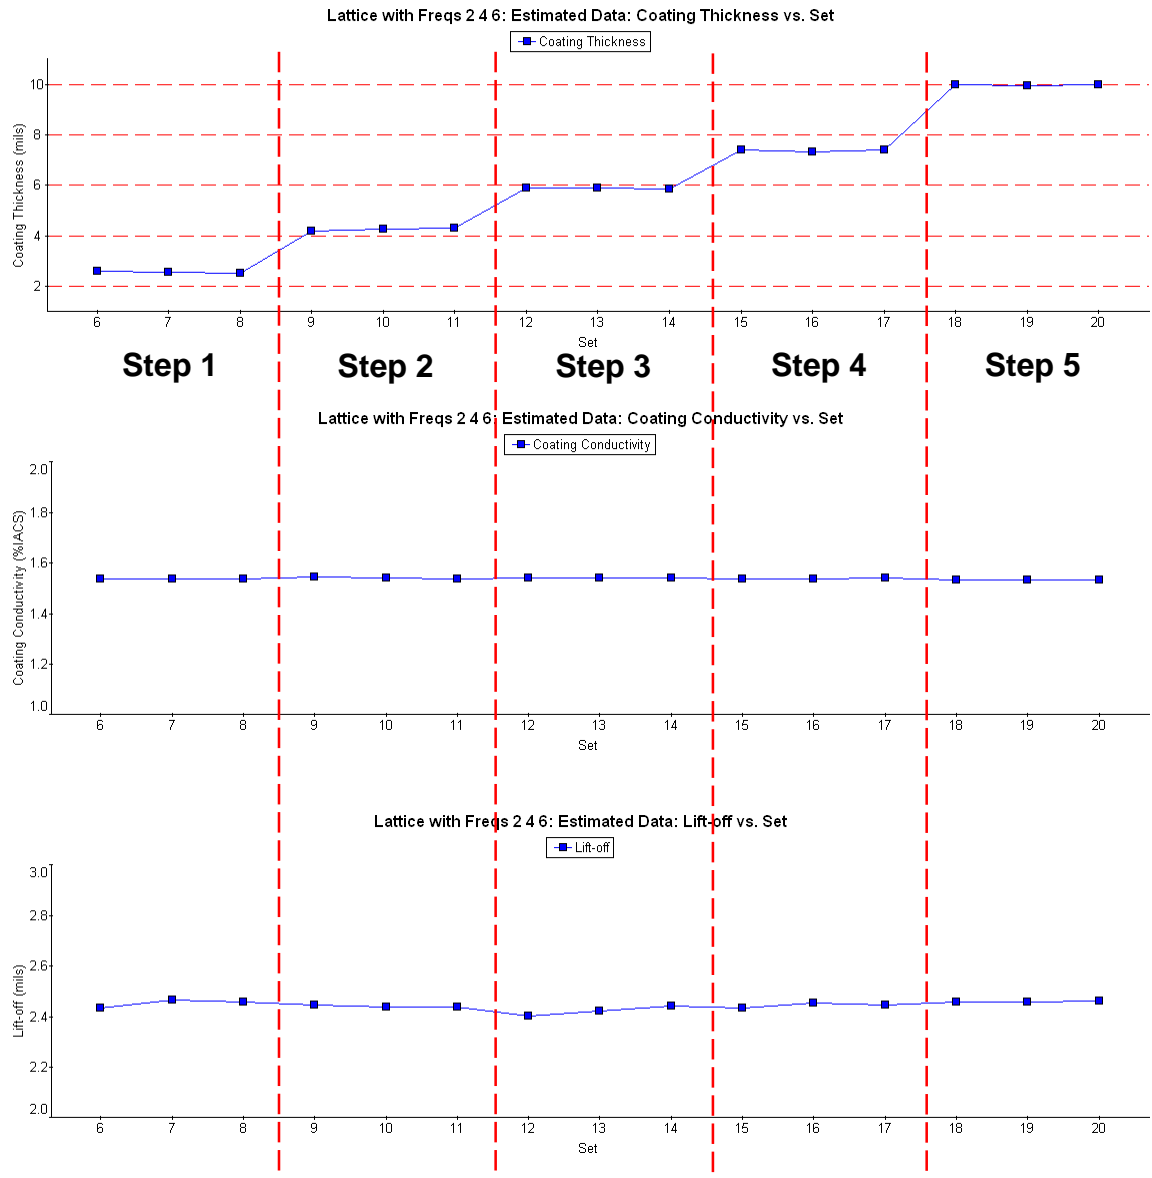 Lattice with Freqs 2 4 6: Estimated Data: Coating Thickness vs. Set
Coating Thickness
Coating Thickness (mils)
10
8
6
4
2
6 7 8 9 10 11 12 13 14 15 16 17 18 19 20
Set
Step 1 Step 2 Step 3 Step 4 Step 5
Lattice with Freqs 2 4 6: Estimated Data: Coating Conductivity vs. Set
Coating Conductivity
Coating Conductivity (%IACS)
2.0
1.8
1.6
1.4
1.2
1.0
6 7 8 9 10 11 12 13 14 15 16 17 18 19 20
Set
Lattice with Freqs 2 4 6: Estimated Data: Lift-off vs. Set
Lift-off
Lift-off (mils)
3.0
2.8
2.6
2.4
2.2
2.0
6 7 8 9 10 11 12 13 14 15 16 17 18 19 20
Set